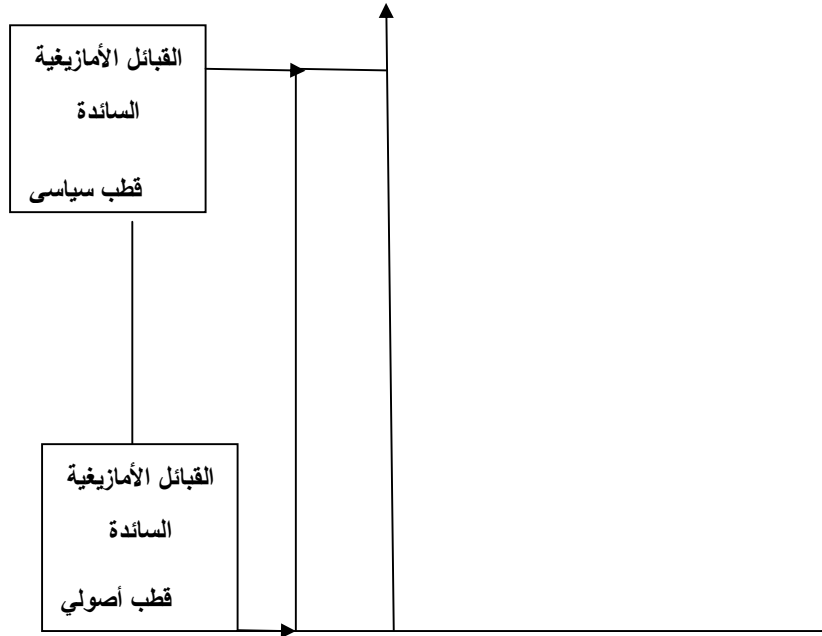 القبائل الأمازيغية
السائدة
قطب سياسى
القبائل الأمازيغية
السائدة
قطب أصولي